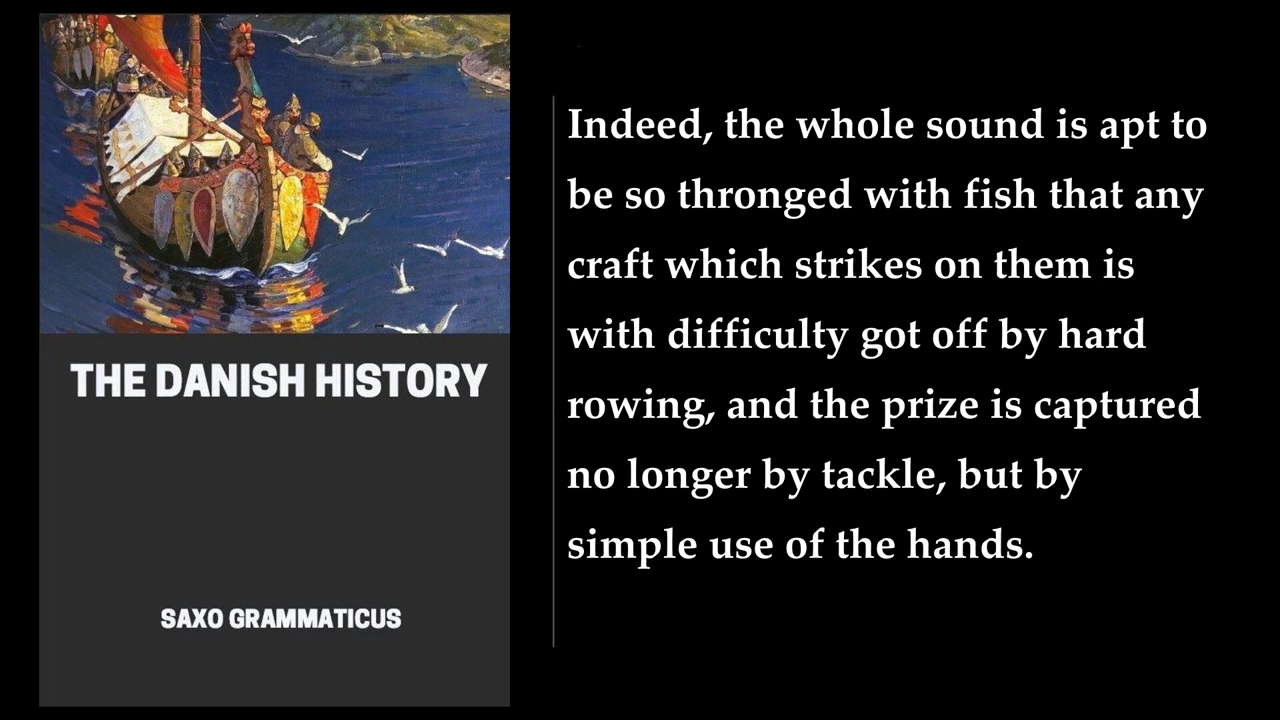 THE DANISH HISTORY
SAXO GRAMMATICUS
Indeed, the whole sound is apt to
be so thronged with fish that any
craft which strikes on them is
with difficulty got off by hard
rowing, and the prize is captured
no longer by tackle, but by
simple use of the hands.